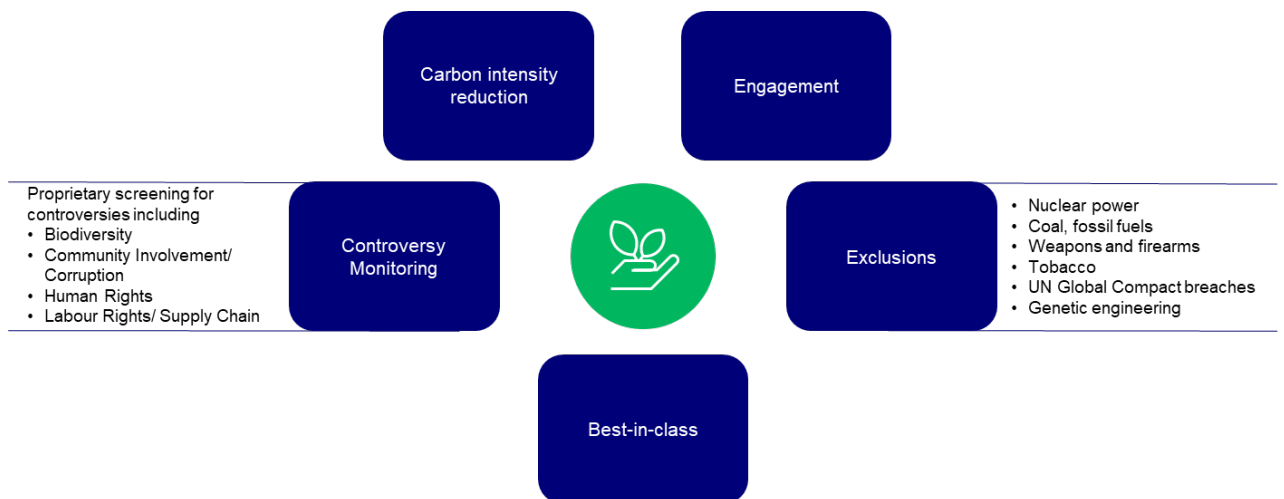 Carbon intensity
reduction
Engagement
Proprietary screening for
controversies including
• Biodiversity
• Community Involvement/
Corruption
• Human Rights
• Labour Rights/ Supply Chain
Controversy
Monitoring
Exclusions
• Nuclear power
• Coal, fossil fuels
• Weapons and firearms
• Tobacco
• UN Global Compact breaches
• Genetic engineering
Best-in-class